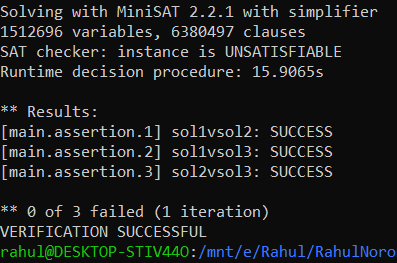 Solving with MiniSAT 2.2.1 with simplifier
1512696 variables, 6380497 clauses
SAT checker: instance is UNSATISFIABLE
Runtime decision procedure: 15.9065s
** Results:
[main.assertion.1] sol1vsol2: SUCCESS
[main.assertion.2] sol1vsol3: SUCCESS
[main.assertion.3] sol2vsol3: SUCCESS
** 0 of 3 failed (1 iteration)
VERIFICATION SUCCESSFUL
rahul@DESKTOP-STIV44O:/mnt/e/Rahul/RahulNoro